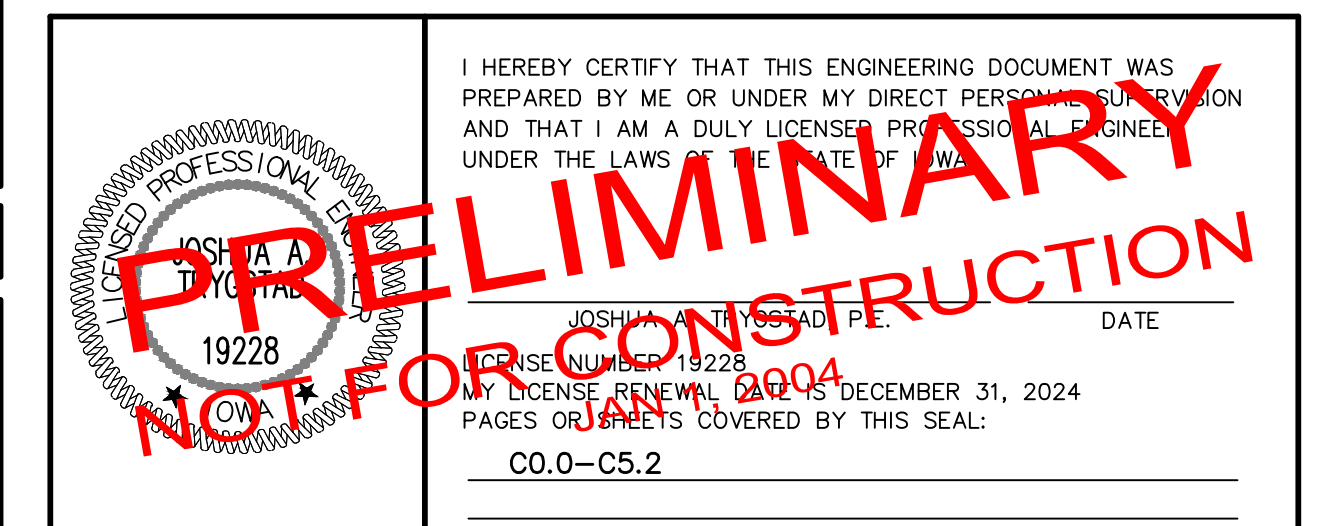 LICENSED PROFESSIONAL ENGINEER
JOSHUA A.
TRYGSTAD
19228
IOWA
I HEREBY CERTIFY THAT THIS ENGINEERING DOCUMENT WAS
PREPARED BY ME OR UNDER MY DIRECT PERSONAL SUPERVISION
AND THAT I AM A DULY LICENSED PROFESSIONAL ENGINEER
UNDER THE LAWS OF THE STATE OF IOWA.
PRELIMINARY
NOT FOR CONSTRUCTION
JAN 1, 2004
JOSHUA A. TRYGSTAD, P.E. DATE
LICENSE NUMBER 19228
MY LICENSE RENEWAL DATE IS DECEMBER 31, 2024
PAGES OR SHEETS COVERED BY THIS SEAL:
C0.0-C5.2